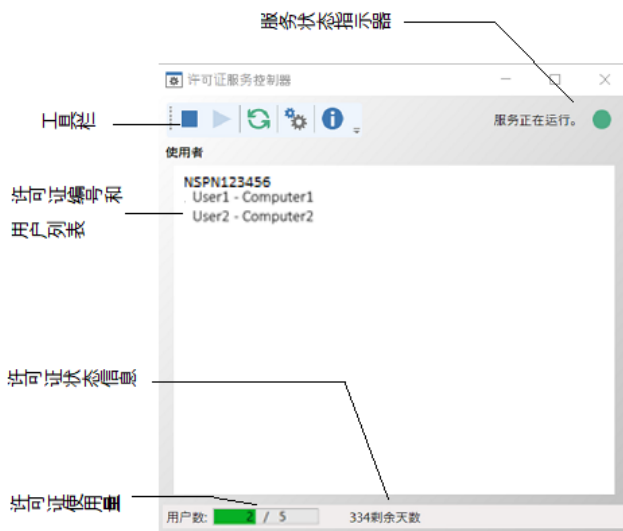 服务状态指示器
许可证服务控制器
工具栏
服务正在运行。
使用者
许可证编号和
用户列表
NSPN123456
User1 - Computer1
User2 - Computer2
许可证状态信息
许可证使用量
用户数: 2 / 5
334剩余天数